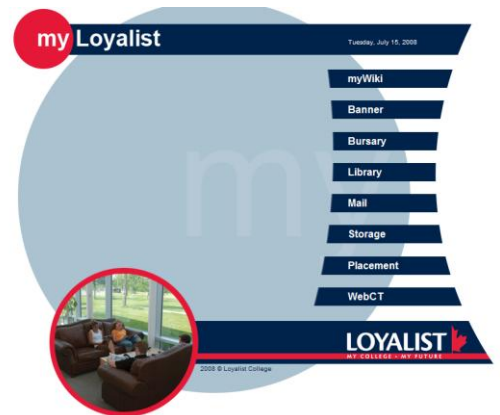 my Loyalist
Tuesday, July 15, 2008
myWiki
Banner
Bursary
Library
my
Mail
Storage
Placement
WebCT
LOYALIST
MY COLLEGE • MY FUTURE
2008 © Loyalist College